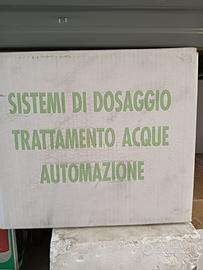 SISTEMI DI DOSAGGIO
TRATTAMENTO ACQUE
AUTOMAZIONE